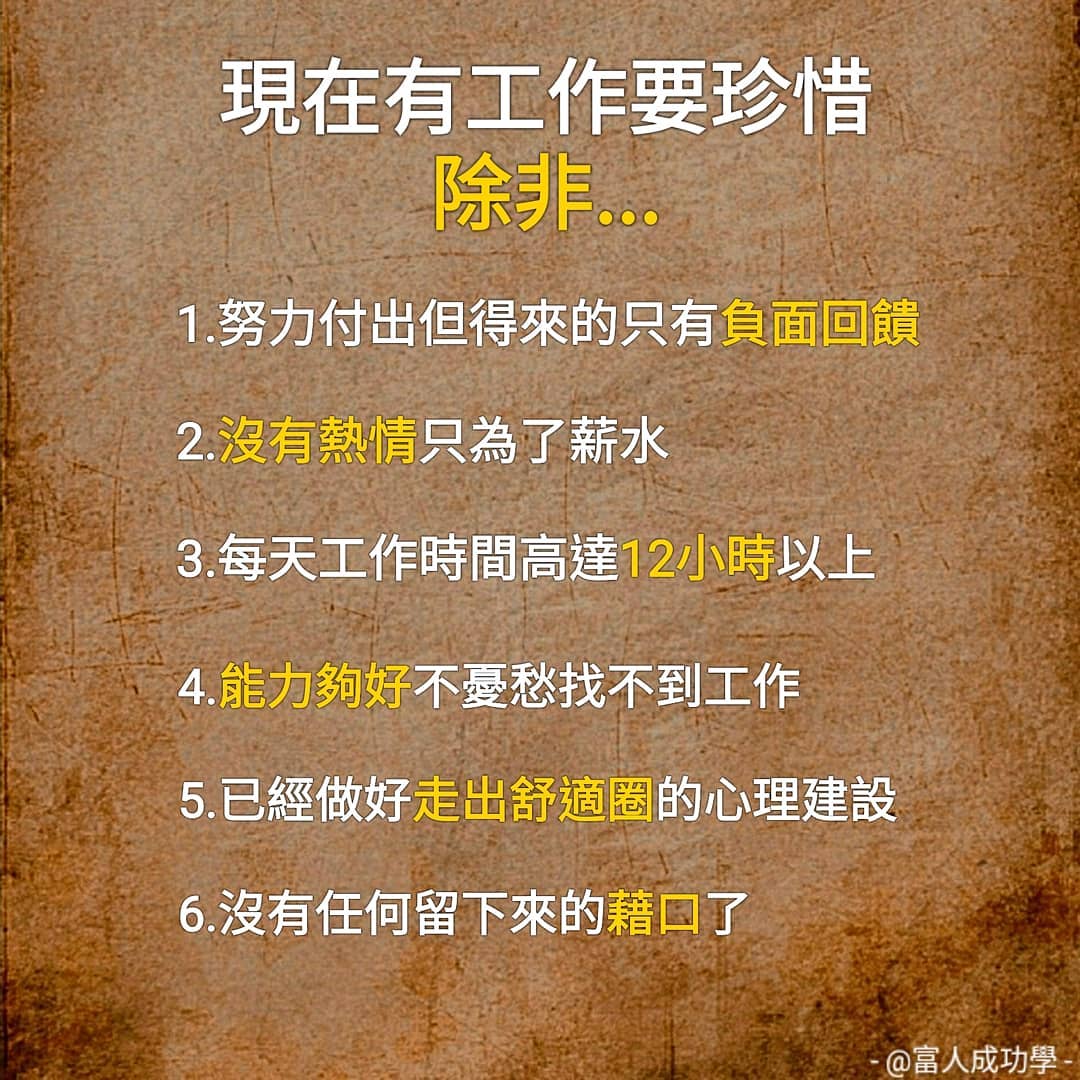 現在有工作要珍惜
除非...
1.努力付出但得來的只有負面回饋
2.沒有熱情只為了薪水
3.每天工作時間高達12小時以上
4.能力夠好不憂愁找不到工作
5.已經做好走出舒適圈的心理建設
6.沒有任何留下來的藉口了
- @富人成功學 -